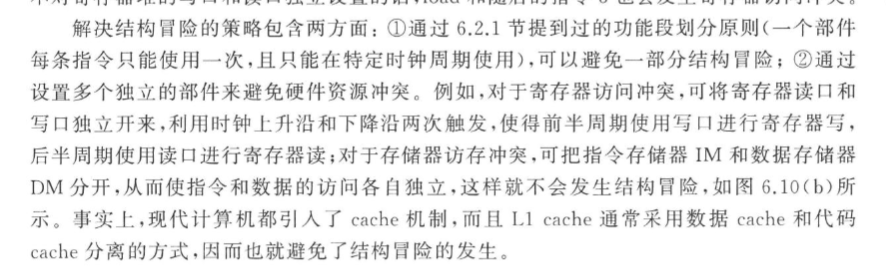 解决结构冒险的策略包含两方面:①通过 6.2.1 节提到过的功能段划分原则(一个部件
每条指令只能使用一次,且只能在特定时钟周期使用),可以避免一部分结构冒险;②通过
设置多个独立的部件来避免硬件资源冲突。例如,对于寄存器访问冲突,可将寄存器读口和
写口独立开来,利用时钟上升沿和下降沿两次触发,使得前半周期使用写口进行寄存器写,
后半周期使用读口进行寄存器读;对于存储器访存冲突,可把指令存储器 IM 和数据存储器
DM 分开,从而使指令和数据的访问各自独立,这样就不会发生结构冒险,如图 6.10(b)所
示。事实上,现代计算机都引入了 cache 机制,而且 L1 cache 通常采用数据 cache 和代码
cache 分离的方式,因而也就避免了结构冒险的发生。